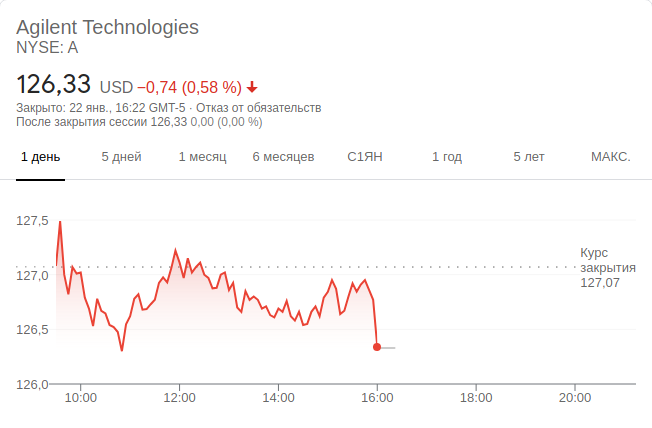 Agilent Technologies
NYSE: A
126,33 USD −0,74 (0,58 %)
Закрыто: 22 янв., 16:22 GMT-5 · Отказ от обязательств
После закрытия сессии 126,33 0,00 (0,00 %)
1 день 5 дней 1 месяц 6 месяцев С1ЯН 1 год 5 лет МАКС.
127,5
Курс
закрытия
127,07
127,0
126,5
126,0
10:00 12:00 14:00 16:00 18:00 20:00